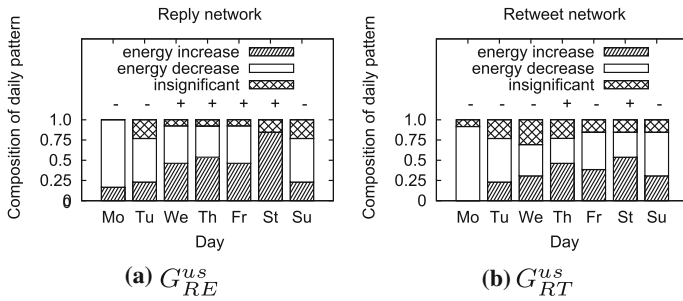 Reply network
Composition of daily pattern
energy increase
energy decrease
insignificant
- - + + + + -
1.0
0.75
0.5
0.25
0
0
Mo Tu We Th Fr St Su
Day
(a) G_{RE}^{us}
Retweet network
Composition of daily pattern
energy increase
energy decrease
insignificant
- - - + - + -
1.0
0.75
0.5
0.25
0
Mo Tu We Th Fr St Su
Day
(b) G_{RT}^{us}